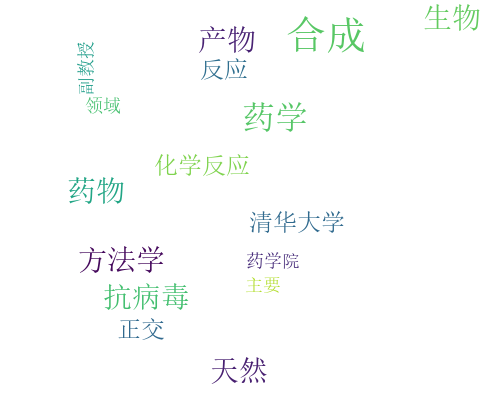 生物
合成
产物
反应
副教授
领域
药学
化学反应
药物
清华大学
方法学
药学院
主要
抗病毒
正交
天然